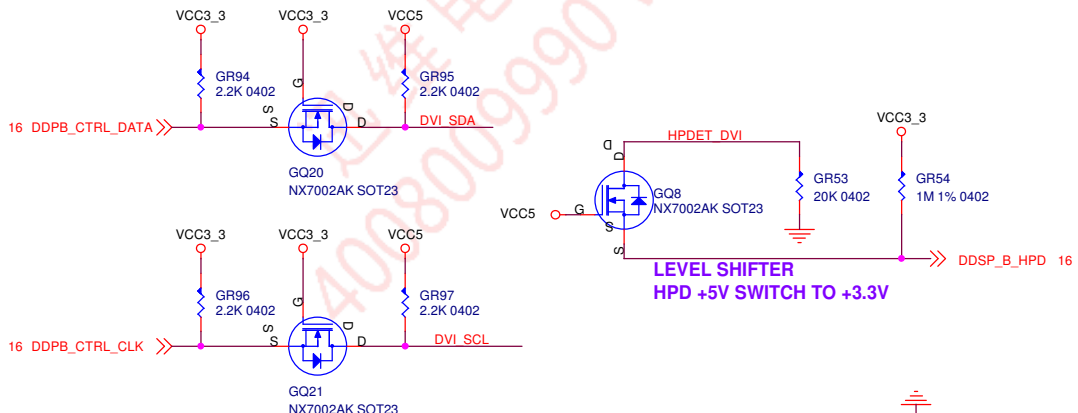 VCC3_3 VCC3_3 VCC5
GR94
2.2K 0402
GR95
2.2K 0402
G
S D
16 DDPB_CTRL_DATA S D DVI_SDA
GQ20
NX7002AK SOT23
VCC3_3 VCC3_3 VCC5
GR96
2.2K 0402
GR97
2.2K 0402
G
S D
16 DDPB_CTRL_CLK S D DVI_SCL
GQ21
NX7002AK SOT23
VCC3_3
HPDET_DVI
D
D
GQ8
NX7002AK SOT23
VCC5 G
S
S
GR53
20K 0402
GR54
1M 1% 0402
DDSP_B_HPD 16
LEVEL SHIFTER
HPD +5V SWITCH TO +3.3V
4008009990